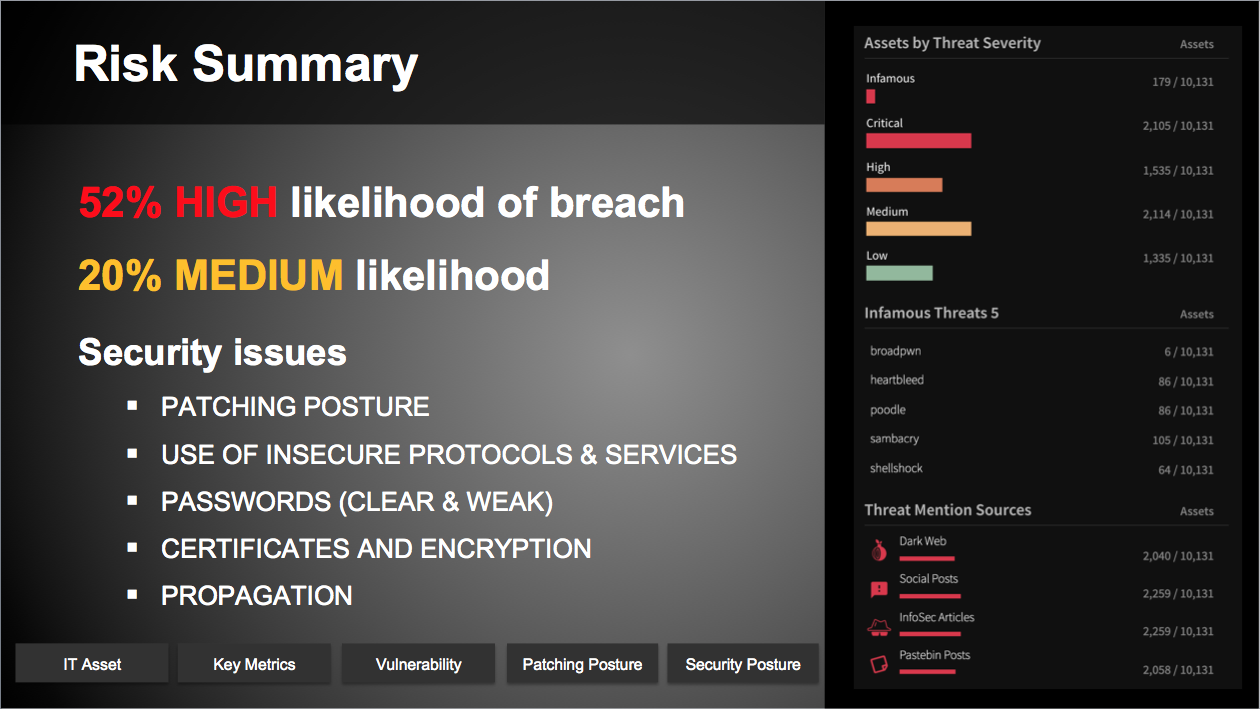 Risk Summary
52% HIGH likelihood of breach
20% MEDIUM likelihood
Security issues
▪ PATCHING POSTURE
▪ USE OF INSECURE PROTOCOLS & SERVICES
▪ PASSWORDS (CLEAR & WEAK)
▪ CERTIFICATES AND ENCRYPTION
▪ PROPAGATION
IT Asset
Key Metrics
Vulnerability
Patching Posture
Security Posture
Assets by Threat Severity Assets
Infamous 179 / 10,131
Critical 2,105 / 10,131
High 1,535 / 10,131
Medium 2,114 / 10,131
Low 1,335 / 10,131
Infamous Threats 5 Assets
broadpwn 6 / 10,131
heartbleed 86 / 10,131
poodle 86 / 10,131
sambacry 105 / 10,131
shellshock 64 / 10,131
Threat Mention Sources Assets
Dark Web 2,040 / 10,131
Social Posts 2,259 / 10,131
InfoSec Articles 2,259 / 10,131
Pastebin Posts 2,058 / 10,131